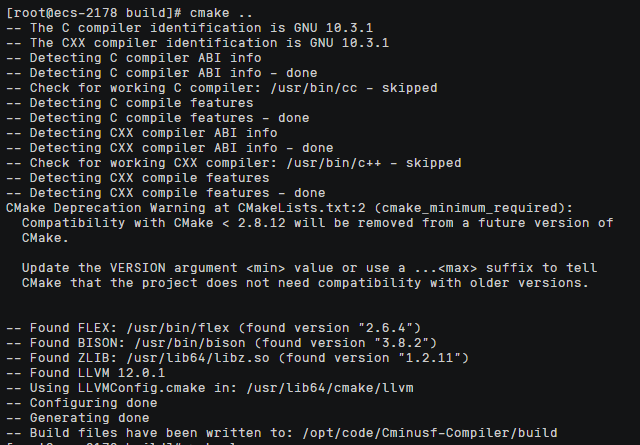 [root@ecs-2178 build]# cmake ..
-- The C compiler identification is GNU 10.3.1
-- The CXX compiler identification is GNU 10.3.1
-- Detecting C compiler ABI info
-- Detecting C compiler ABI info - done
-- Check for working C compiler: /usr/bin/cc - skipped
-- Detecting C compile features
-- Detecting C compile features - done
-- Detecting CXX compiler ABI info
-- Detecting CXX compiler ABI info - done
-- Check for working CXX compiler: /usr/bin/c++ - skipped
-- Detecting CXX compile features
-- Detecting CXX compile features - done
CMake Deprecation Warning at CMakeLists.txt:2 (cmake_minimum_required):
  Compatibility with CMake < 2.8.12 will be removed from a future version of
  CMake.

  Update the VERSION argument <min> value or use a ...<max> suffix to tell
  CMake that the project does not need compatibility with older versions.


-- Found FLEX: /usr/bin/flex (found version "2.6.4")
-- Found BISON: /usr/bin/bison (found version "3.8.2")
-- Found ZLIB: /usr/lib64/libz.so (found version "1.2.11")
-- Found LLVM 12.0.1
-- Using LLVMConfig.cmake in: /usr/lib64/cmake/llvm
-- Configuring done
-- Generating done
-- Build files have been written to: /opt/code/Cminusf-Compiler/build